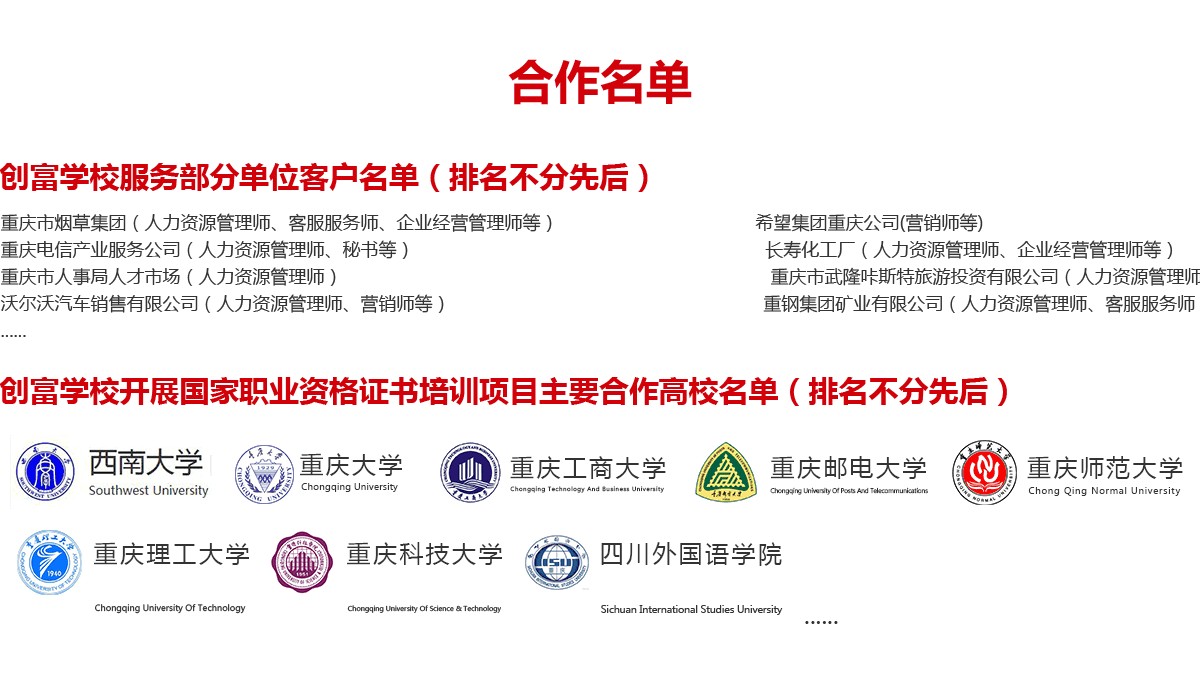 合作名单
创富学校服务部分单位客户名单（排名不分先后）
重庆市烟草集团（人力资源管理师、客服服务师、企业经营管理师等） 希望集团重庆公司(营销师等)
重庆电信产业服务公司（人力资源管理师、秘书等） 长寿化工厂（人力资源管理师、企业经营管理师等）
重庆市人事局人才市场（人力资源管理师） 重庆市武隆咔斯特旅游投资有限公司（人力资源管理师
沃尔沃汽车销售有限公司（人力资源管理师、营销师等） 重钢集团矿业有限公司（人力资源管理师、客服服务师
......
创富学校开展国家职业资格证书培训项目主要合作高校名单（排名不分先后）
西南大学 重庆大学 重庆工商大学 重庆邮电大学 重庆师范大学
Southwest University Chongqing University Chongqing Technology And Business University Chongqing University Of Posts And Telecommunications Chong Qing Normal University
重庆理工大学 重庆科技大学 四川外国语学院
Chongqing University Of Technology Chongqing University Of Science & Technology Sichuan International Studies University
......